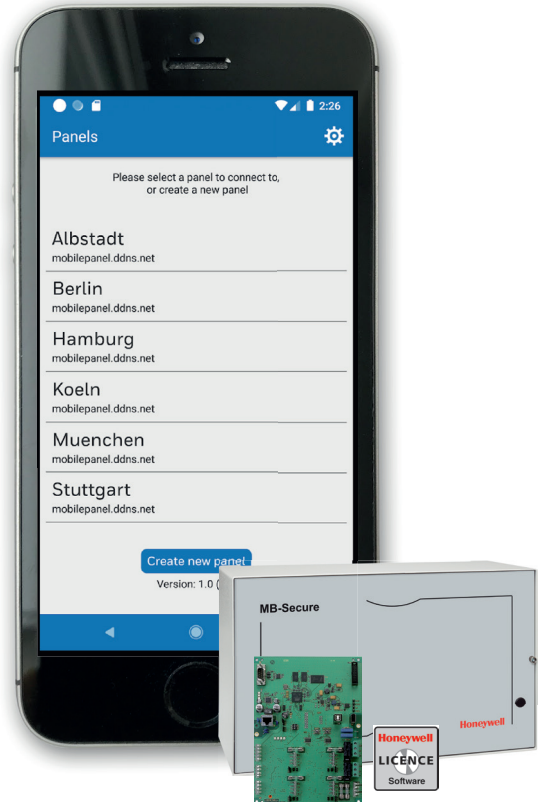 2:26
Panels
Please select a panel to connect to,
or create a new panel
Albstadt
mobilepanel.ddns.net
Berlin
mobilepanel.ddns.net
Hamburg
mobilepanel.ddns.net
Koeln
mobilepanel.ddns.net
Muenchen
mobilepanel.ddns.net
Stuttgart
mobilepanel.ddns.net
Create new panel
Version: 1.0 (
MB-Secure
Honeywell
Honeywell
LICENCE
Software